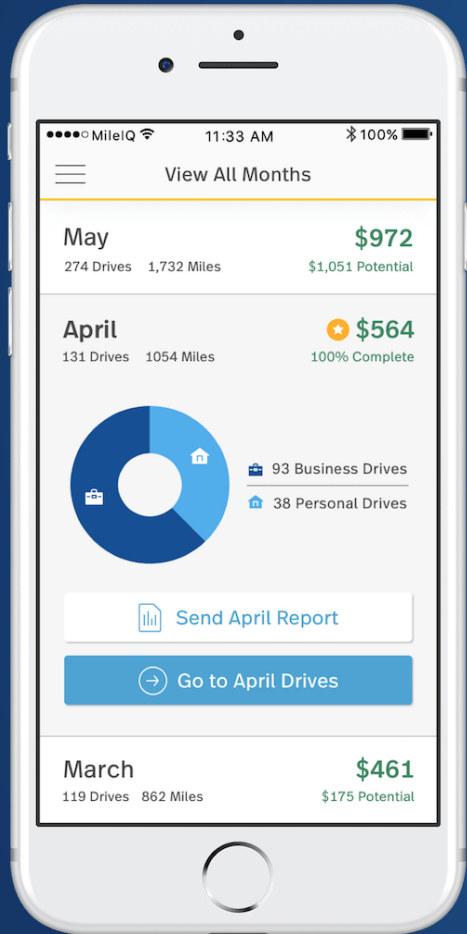 MileIQ 11:33 AM 100%
View All Months
May $972
274 Drives 1,732 Miles $1,051 Potential
April $564
131 Drives 1054 Miles 100% Complete
93 Business Drives
38 Personal Drives
Send April Report
Go to April Drives
March $461
119 Drives 862 Miles $175 Potential